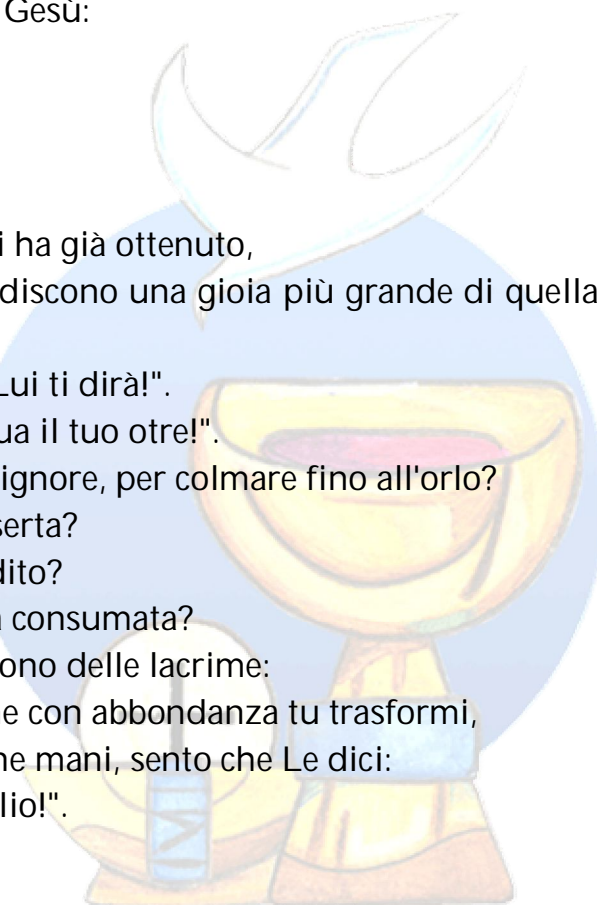 Gesù:
i ha già ottenuto,
discono una gioia più grande di quella
Lui ti dirà!".
ua il tuo otre!".
ignore, per colmare fino all'orlo?
serta?
dito?
a consumata?
ono delle lacrime:
he con abbondanza tu trasformi,
ne mani, sento che Le dici:
lio!".